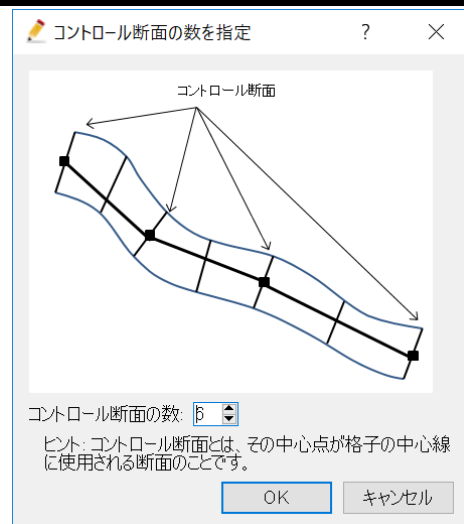 コントロール断面の数を指定 ?
コントロール断面
コントロール断面の数: 6
ヒント: コントロール断面とは、その中心点が格子の中心線
に使用される断面のことです。
OK キャンセル